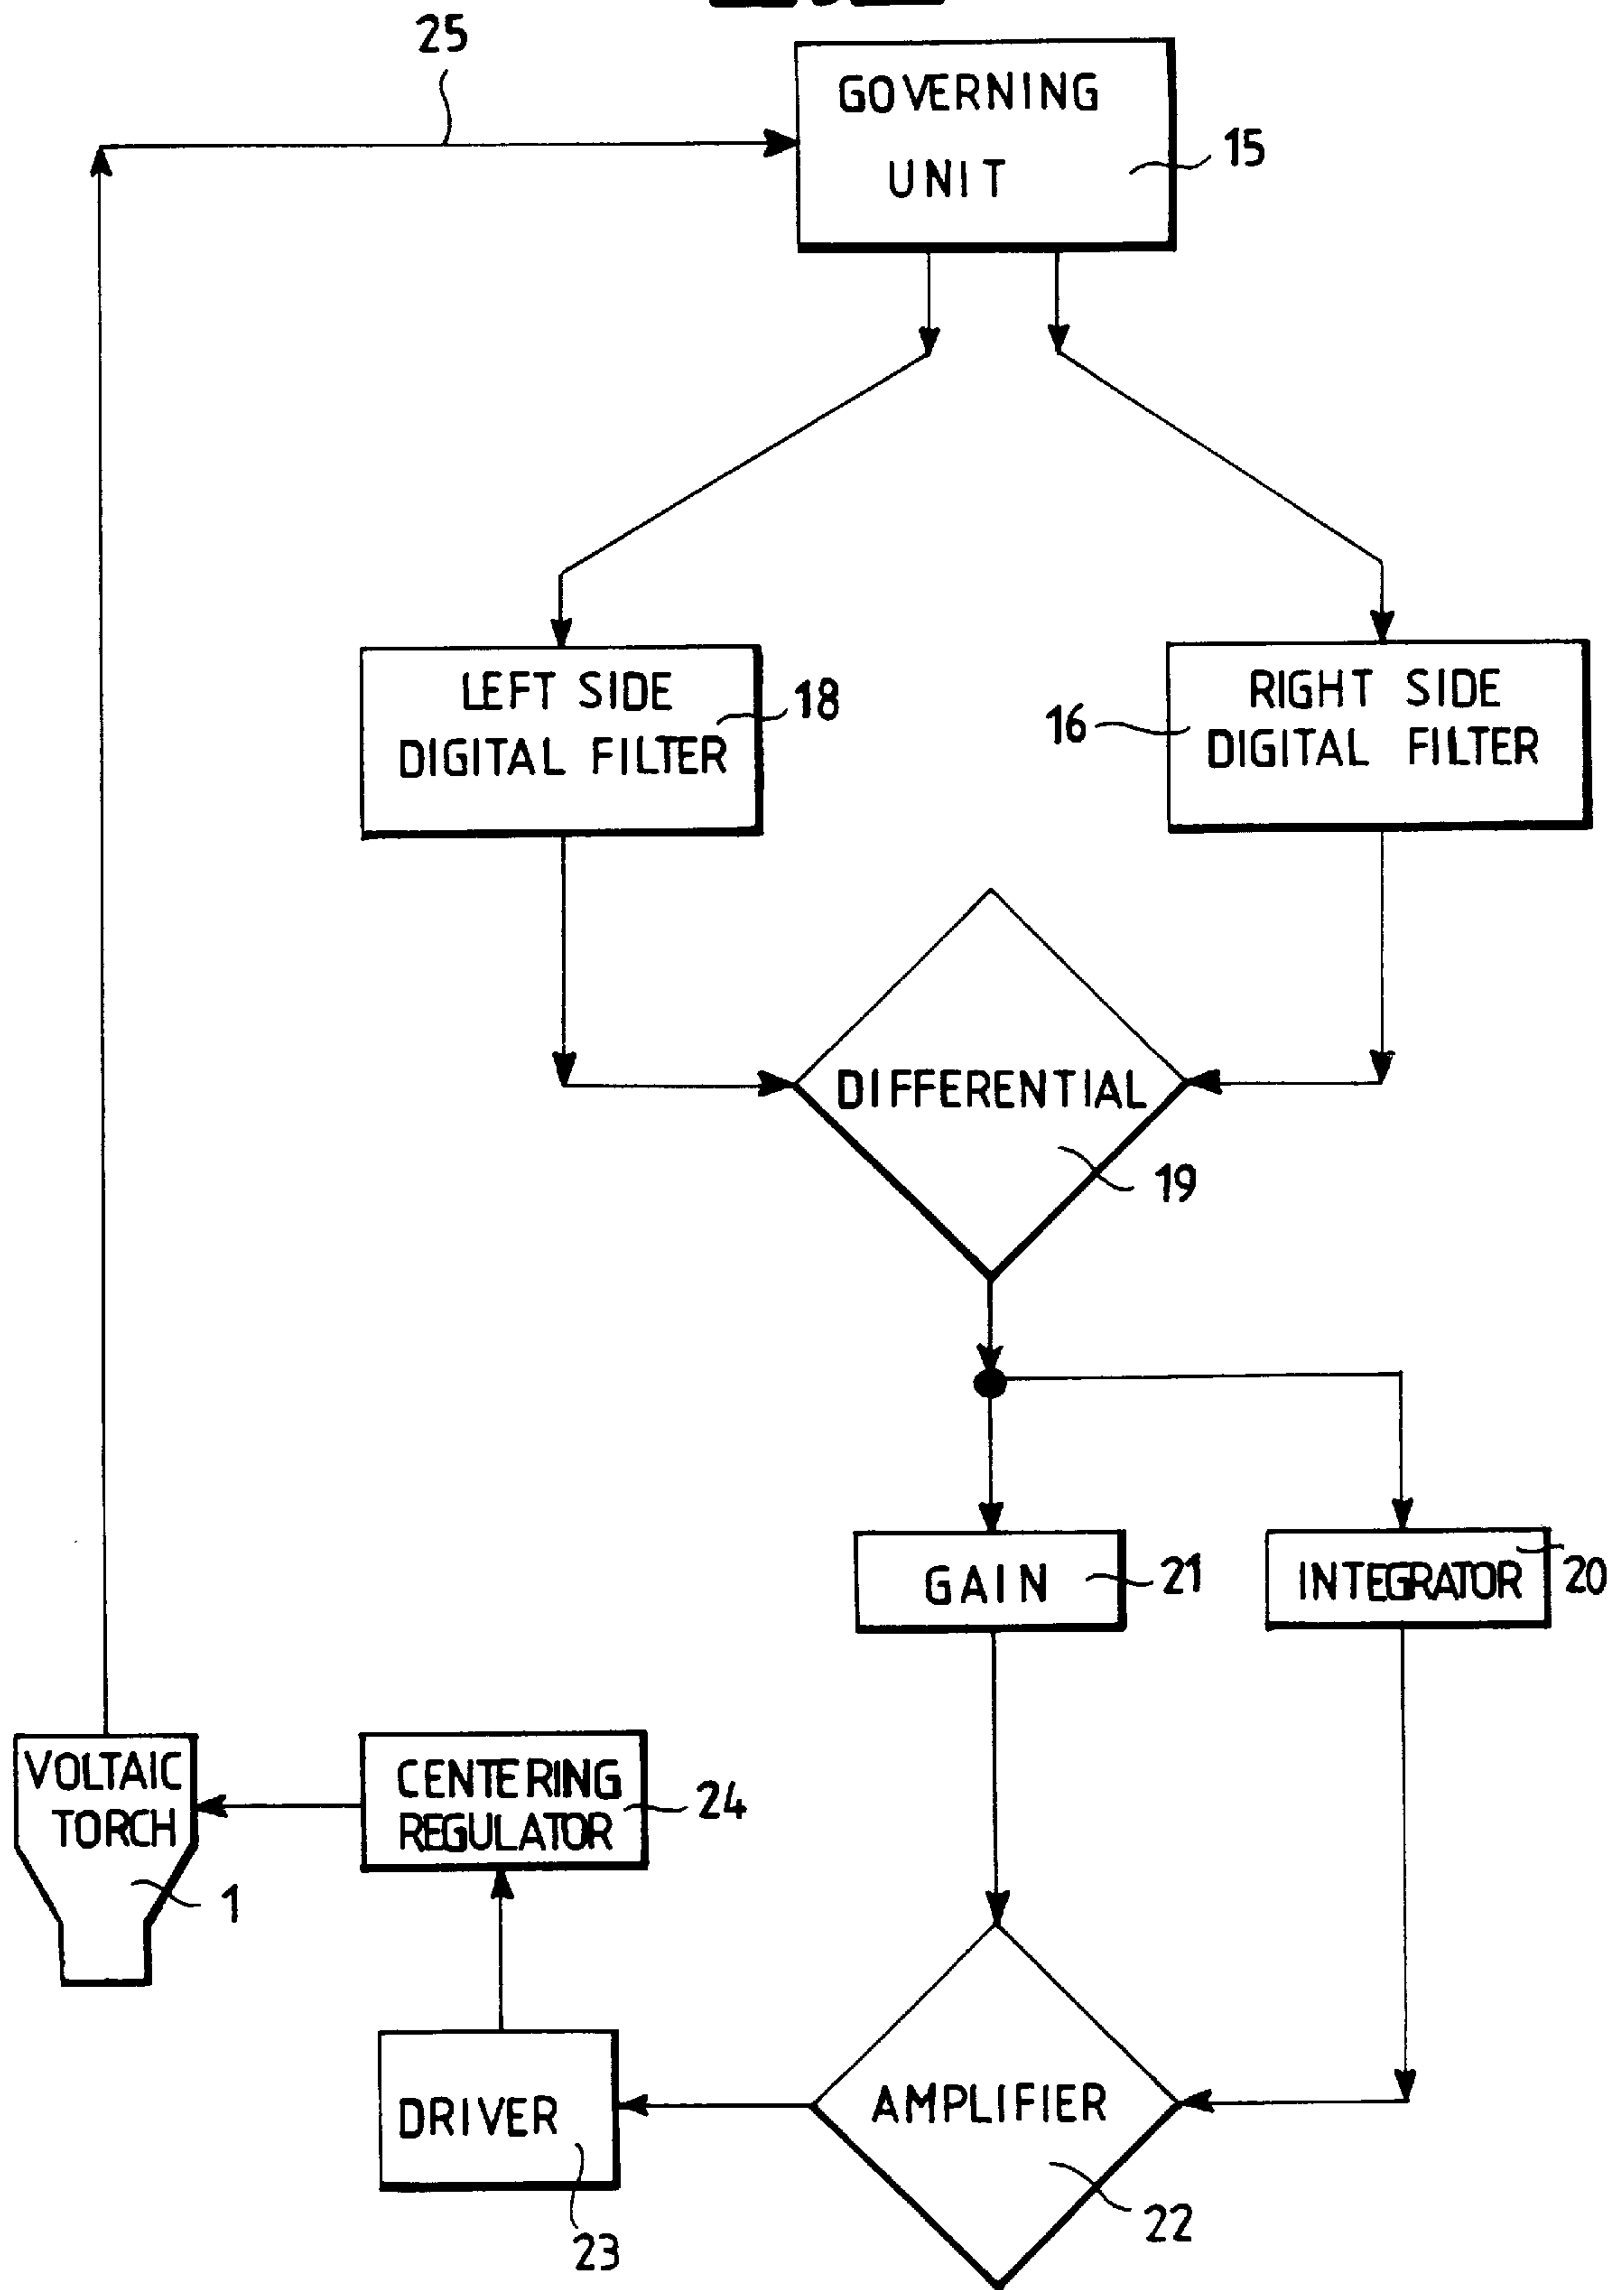 25
GOVERNING
UNIT
15
LEFT SIDE
DIGITAL FILTER
18
16
RIGHT SIDE
DIGITAL FILTER
DIFFERENTIAL
19
GAIN
21
INTEGRATOR
20
VOLTAIC
TORCH
1
CENTERING
REGULATOR
24
DRIVER
23
AMPLIFIER
22